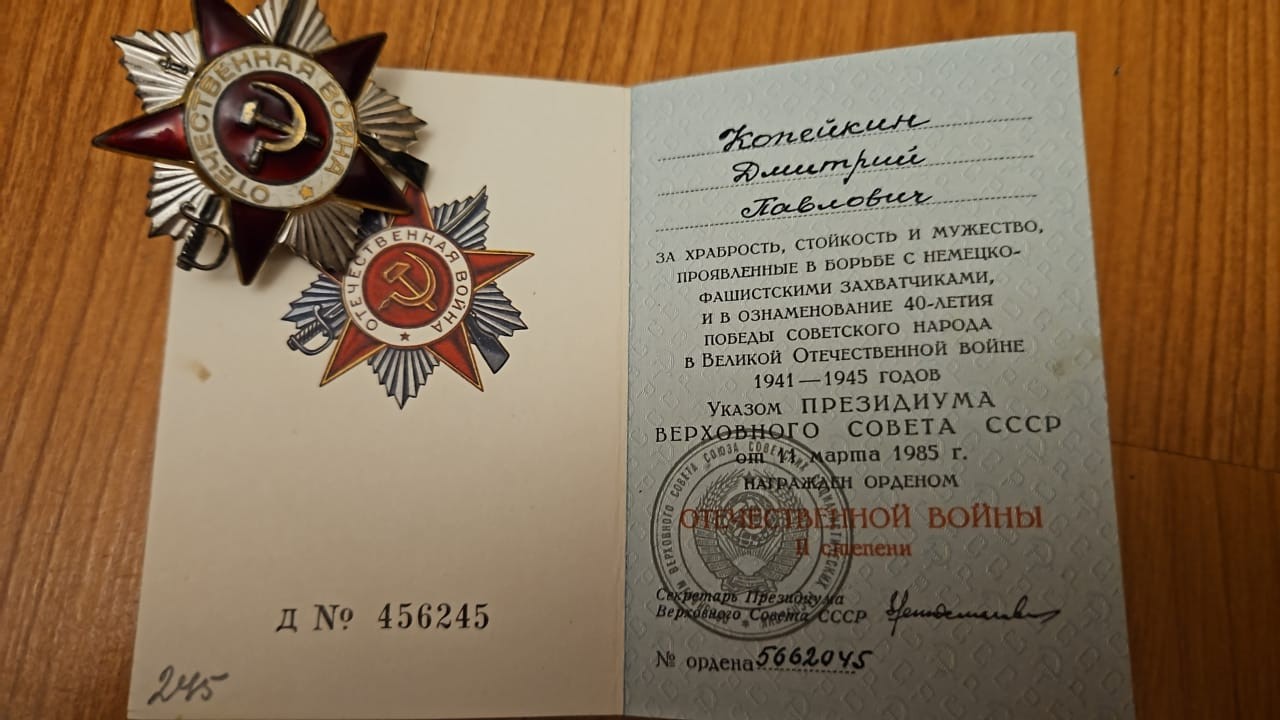 ОТЕЧЕСТВЕННАЯ ВОЙНА
ОТЕЧЕСТВЕННАЯ ВОЙНА
Д № 456245
245
Копейкин
Дмитрий
Павлович
ЗА ХРАБРОСТЬ, СТОЙКОСТЬ И МУЖЕСТВО,
ПРОЯВЛЕННЫЕ В БОРЬБЕ С НЕМЕЦКО-
ФАШИСТСКИМИ ЗАХВАТЧИКАМИ,
И В ОЗНАМЕНОВАНИЕ 40-ЛЕТИЯ
ПОБЕДЫ СОВЕТСКОГО НАРОДА
В ВЕЛИКОЙ ОТЕЧЕСТВЕННОЙ ВОЙНЕ
1941—1945 ГОДОВ
УКАЗОМ ПРЕЗИДИУМА
ВЕРХОВНОГО СОВЕТА СССР
от 11 марта 1985 г.
НАГРАЖДЕН ОРДЕНОМ
ОТЕЧЕСТВЕННОЙ ВОЙНЫ
II степени
Секретарь Президиума
Верховного Совета СССР
№ ордена 5662045